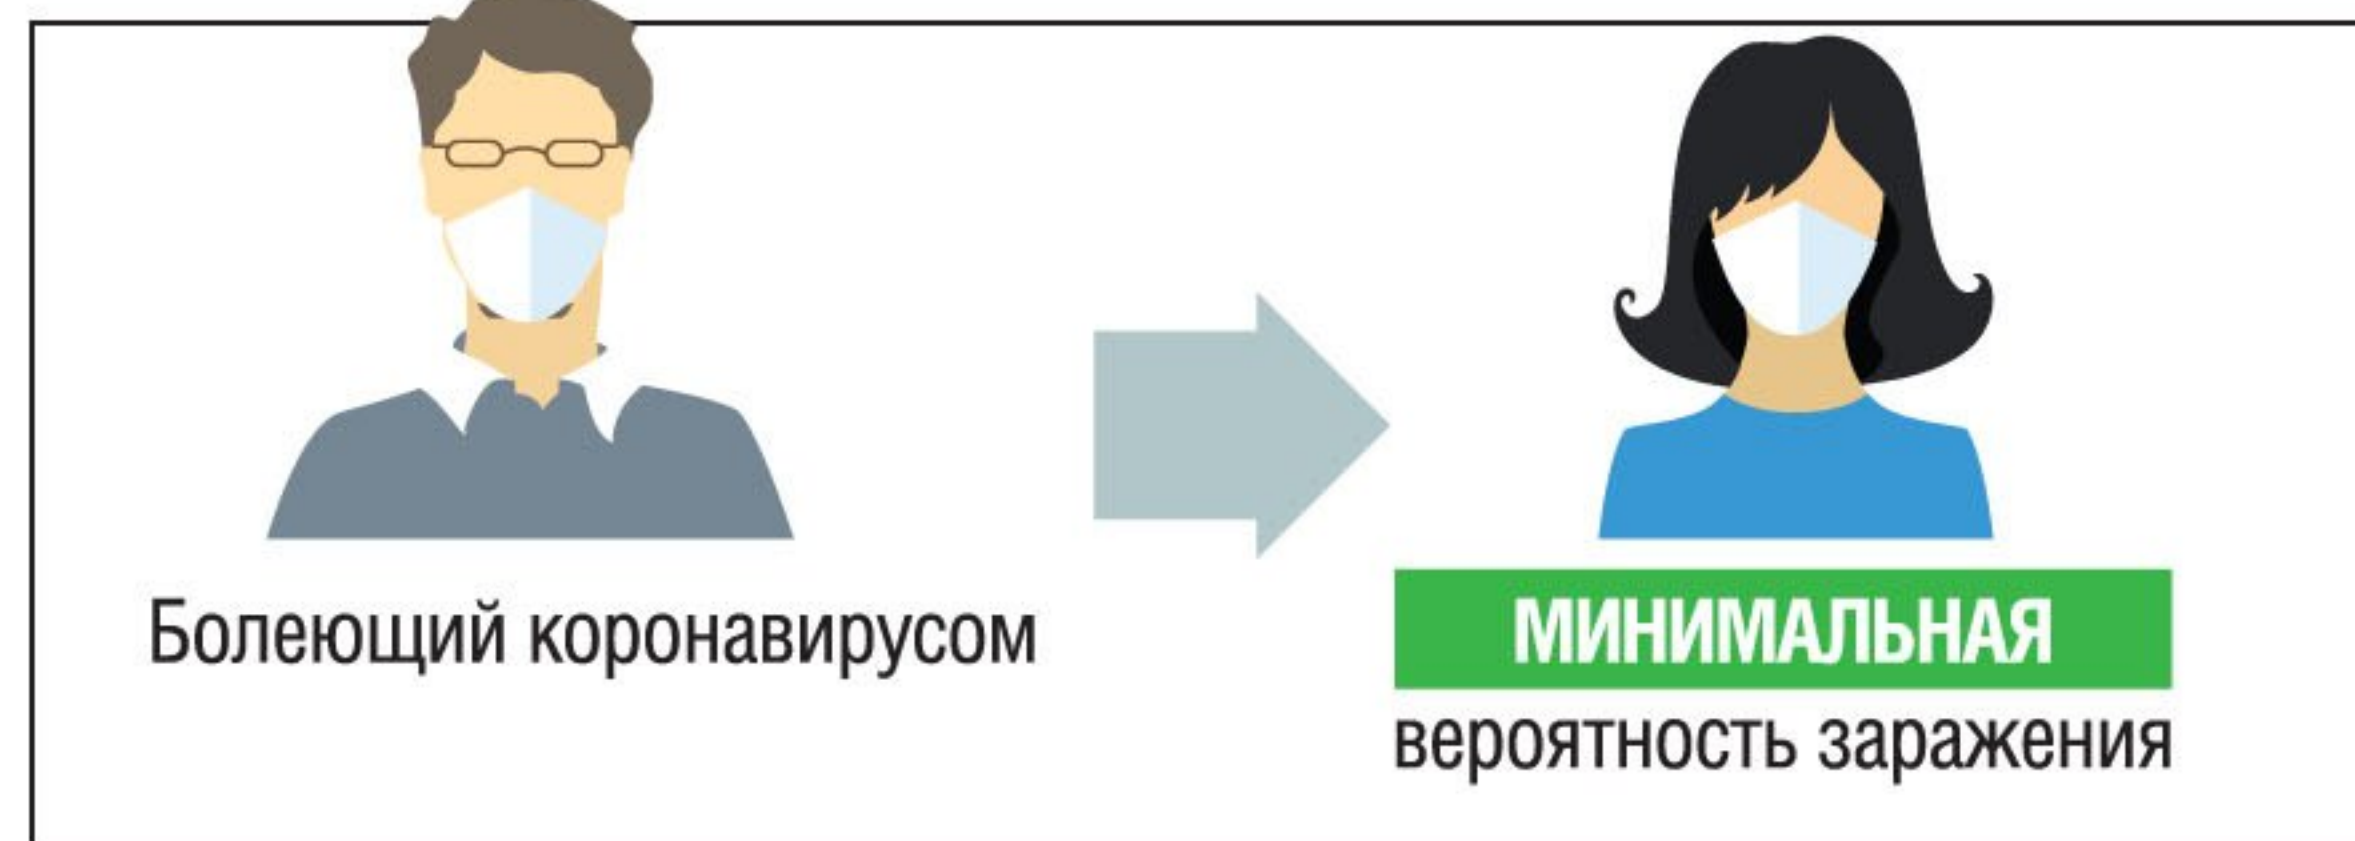 Болеющий коронавирусом
МИНИМАЛЬНАЯ
вероятность заражения